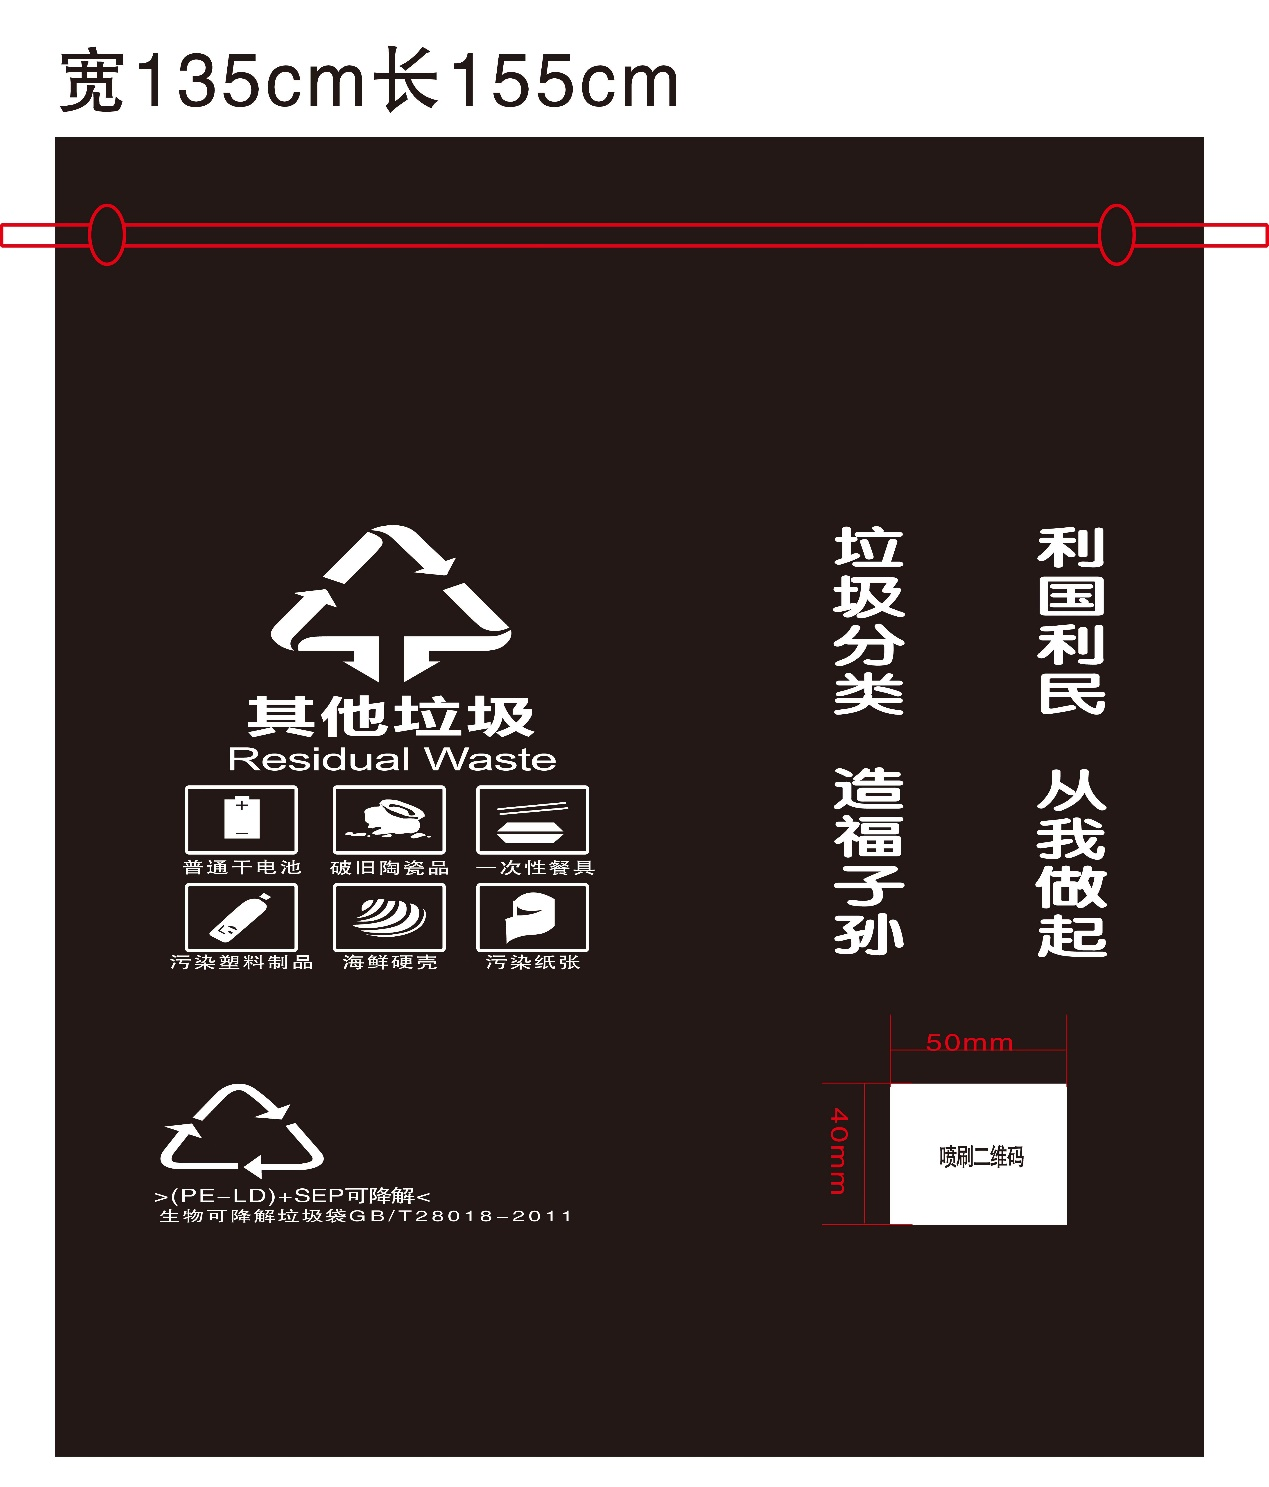 宽135cm长155cm
其他垃圾
Residual Waste
普通干电池
破旧陶瓷品
一次性餐具
污染塑料制品
海鲜硬壳
污染纸张
>(PE-LD)+SEP可降解<
生物可降解垃圾袋GB/T28018-2011
垃圾分类 造福子孙
利国利民 从我做起
50mm
40mm
喷刷二维码